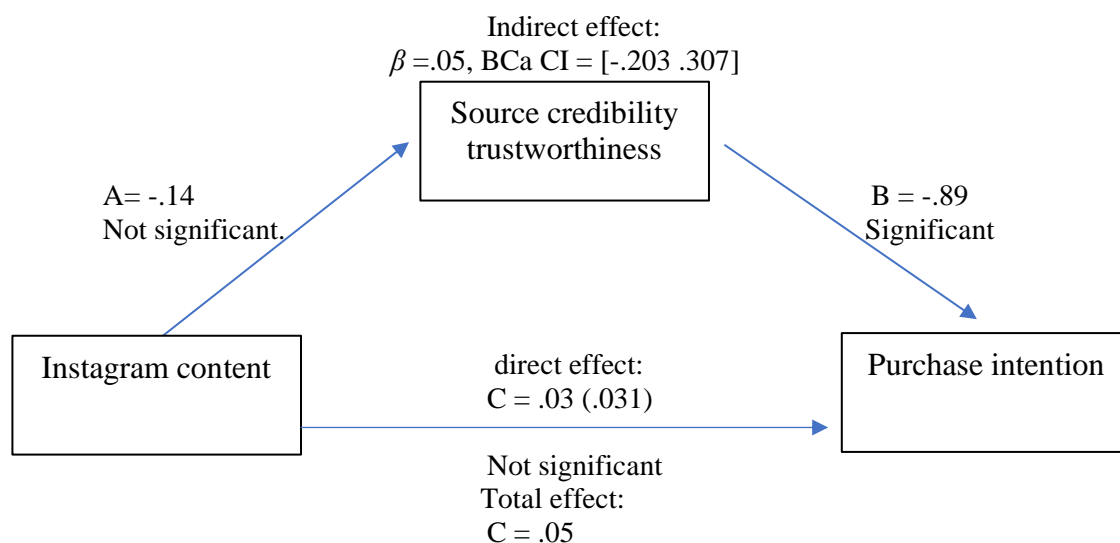 Indirect effect:
β =.05, BCa CI = [-.203 .307]
Source credibility
trustworthiness
A= -.14
Not significant.
B = -.89
Significant
Instagram content
direct effect:
C = .03 (.031)
Purchase intention
Not significant
Total effect:
C = .05